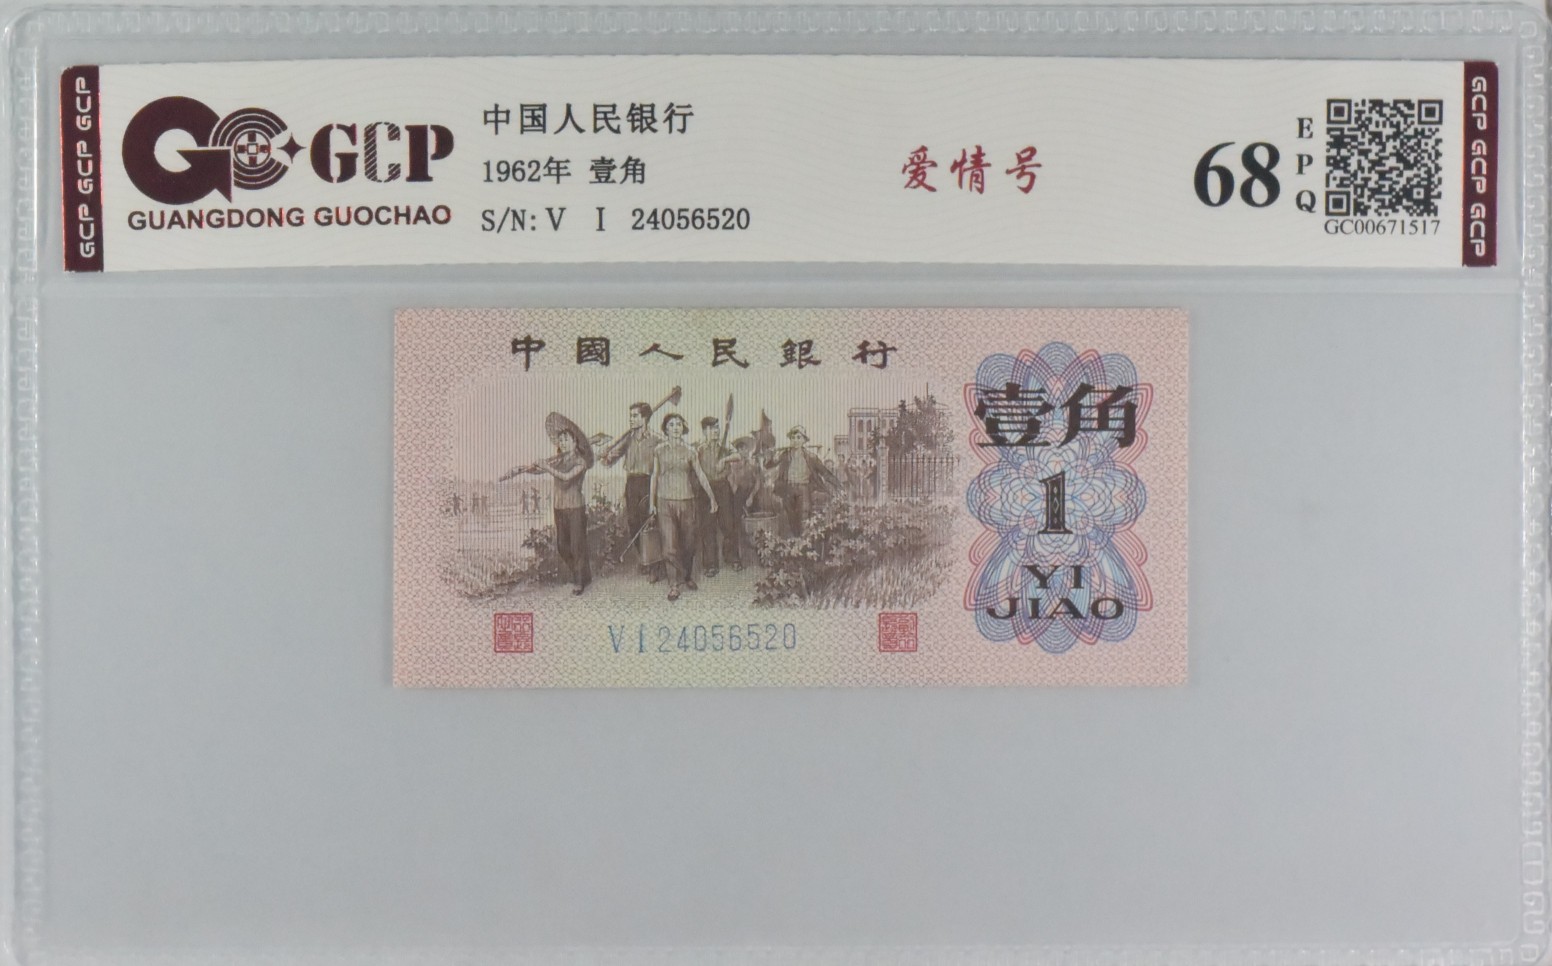 GCP GCP GCP
GCP
GUANGDONG GUOCHAO
中国人民银行
1962年 壹角
S/N: V I 24056520
爱情号
68
EPQ
GC00671517
GCP GCP GCP
中國人民銀行
壹角
1
YI
JIAO
V I 24056520